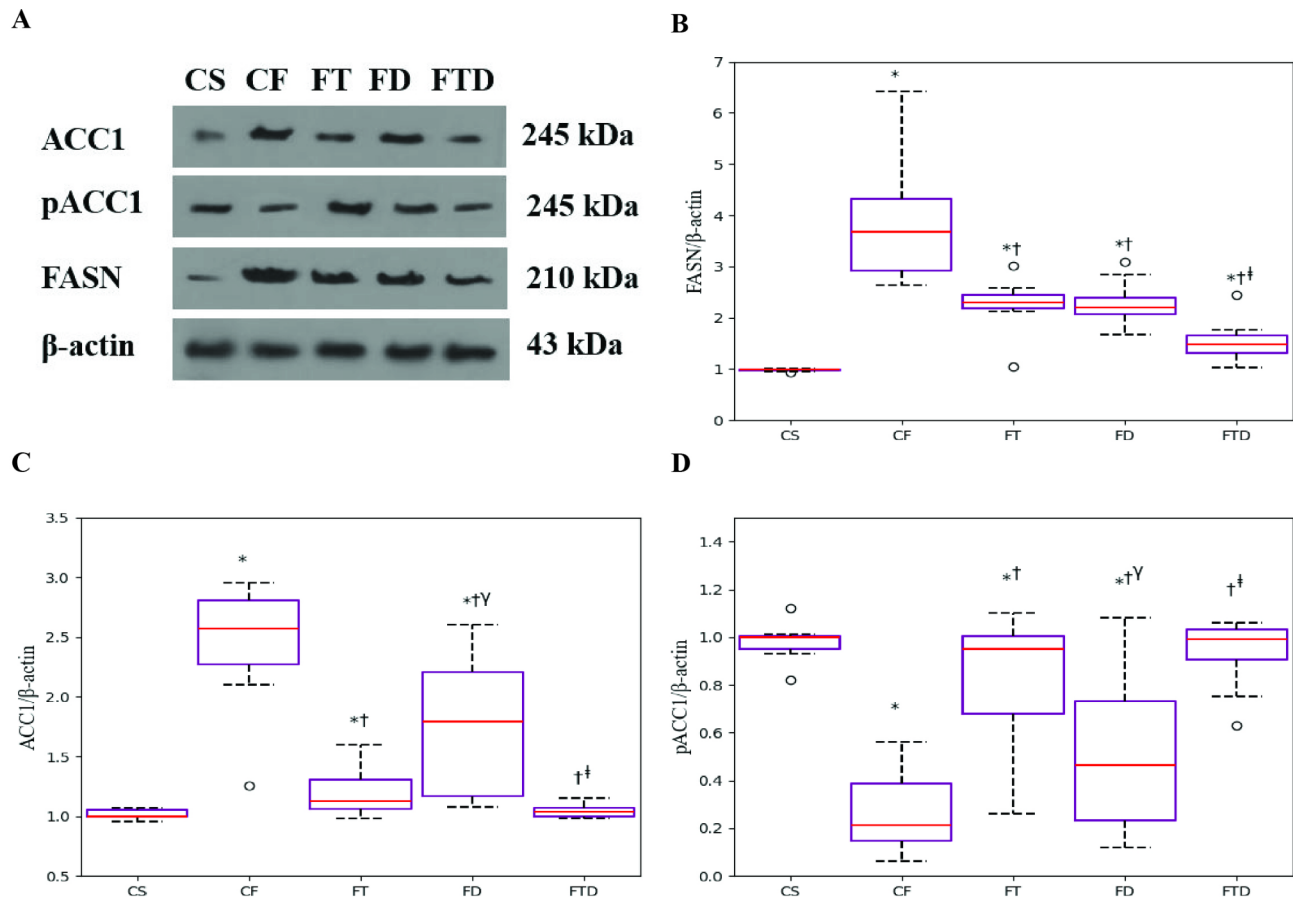 A
CS CF FT FD FTD
ACC1 245 kDa
pACC1 245 kDa
FASN 210 kDa
β-actin 43 kDa
B
FASN/β-actin
7
6
5
4
3
2
1
0
*
*†
*†
*†ǂ
CS CF FT FD FTD
C
ACC1/β-actin
3.5
3.0
2.5
2.0
1.5
1.0
0.5
*
*†
*†γ
†ǂ
CS CF FT FD FTD
D
pACC1/β-actin
1.4
1.2
1.0
0.8
0.6
0.4
0.2
0.0
*
*†
*†γ
†ǂ
CS CF FT FD FTD